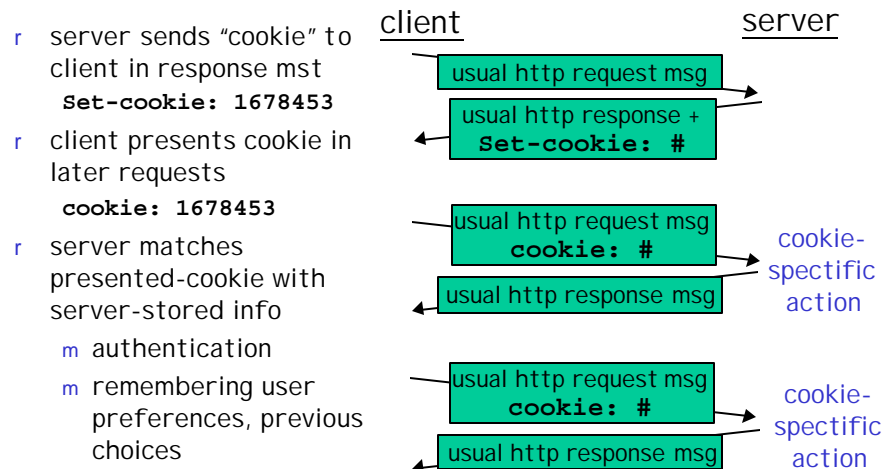 r server sends “cookie” to
client in response mst
Set-cookie: 1678453
r client presents cookie in
later requests
cookie: 1678453
r server matches
presented-cookie with
server-stored info
m authentication
m remembering user
preferences, previous
choices
client
server
usual http request msg
usual http response +
Set-cookie: #
usual http request msg
cookie: #
usual http response msg
cookie-
spectific
action
usual http request msg
cookie: #
usual http response msg
cookie-
spectific
action